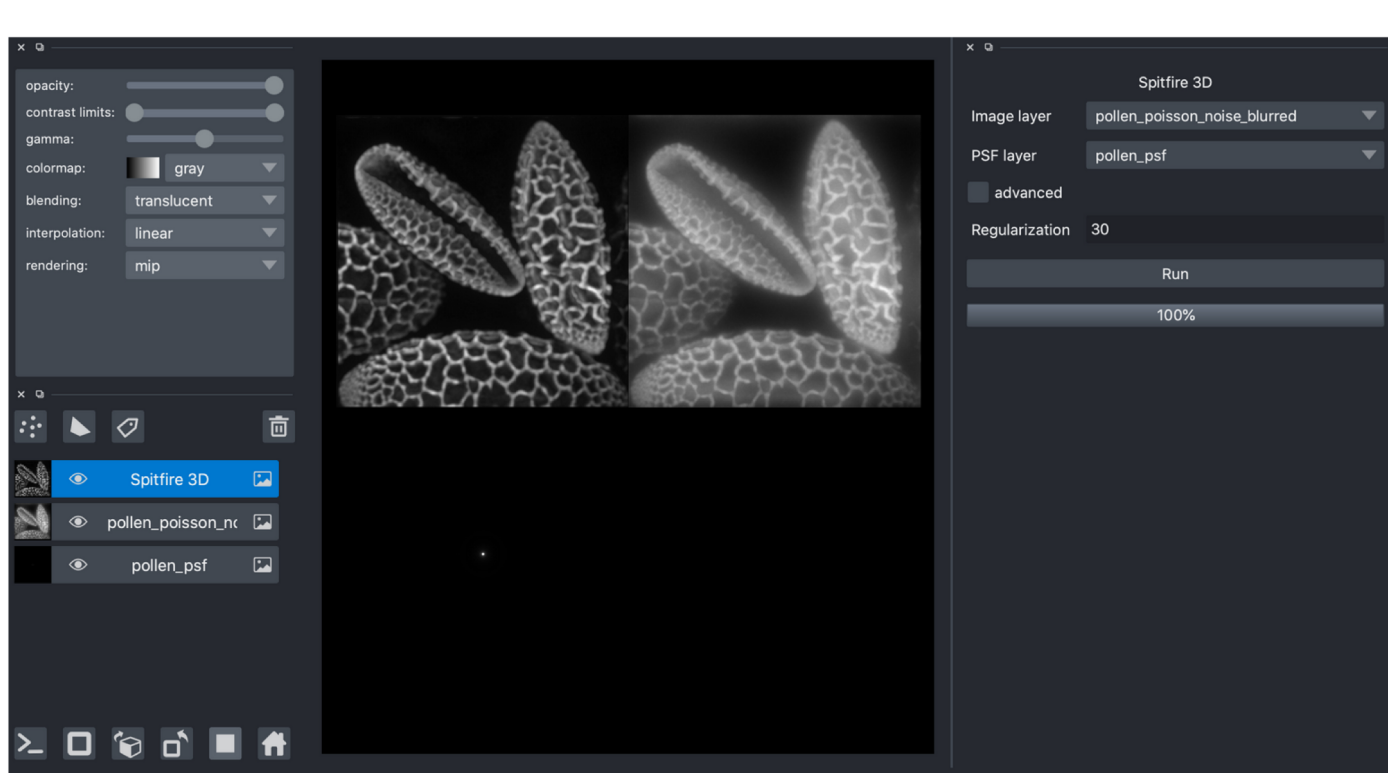 opacity:
contrast limits:
gamma:
colormap: gray
blending: translucent
interpolation: linear
rendering: mip
Spitfire 3D
pollen_poisson_no
pollen_psf
Spitfire 3D
Image layer pollen_poisson_noise_blurred
PSF layer pollen_psf
advanced
Regularization 30
Run
100%